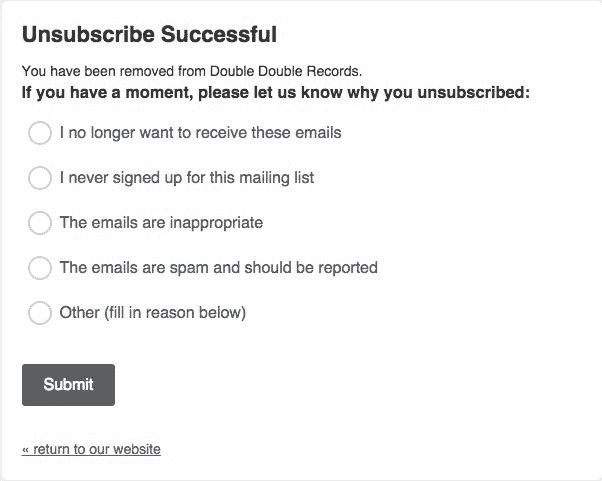 Unsubscribe Successful
You have been removed from Double Double Records.
If you have a moment, please let us know why you unsubscribed:
I no longer want to receive these emails
I never signed up for this mailing list
The emails are inappropriate
The emails are spam and should be reported
Other (fill in reason below)
Submit
« return to our website